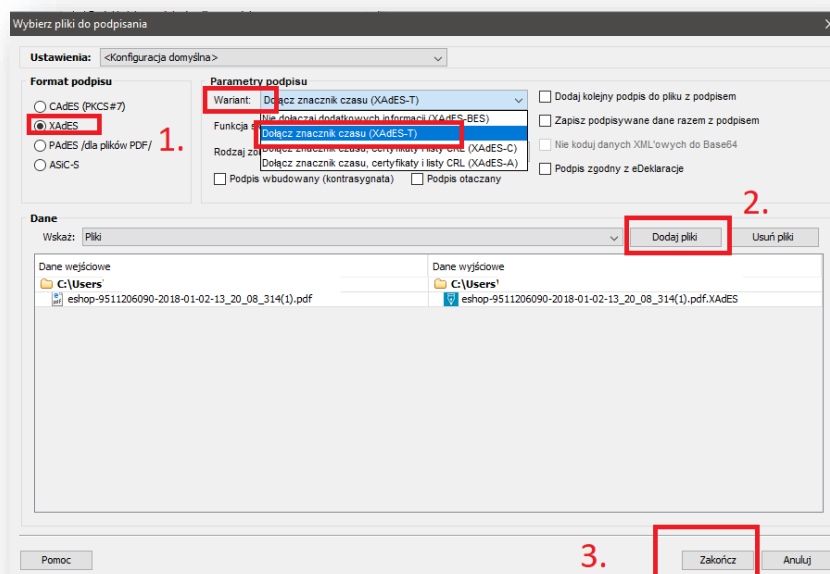 Wybierz pliki do podpisania
Ustawienia: <Konfiguracja domyślna>
Format podpisu
CAdES (PKCS#7)
XAdES
PAdES /dla plików PDF/
ASiC-S
1.
Parametry podpisu
Wariant: Dołącz znacznik czasu (XAdES-T)
Nie dołączaj dodatkowych informacji (XAdES-BES)
Funkcja
Dołącz znacznik czasu (XAdES-T)
Rodzaj
Dołącz znacznik czasu, certyfikaty i listy CRL (XAdES-C)
Dołącz znacznik czasu, certyfikaty i listy CRL (XAdES-A)
Podpis wbudowany (kontrasygnata) Podpis otaczany
Dodaj kolejny podpis do pliku z podpisem
Zapisz podpisywane dane razem z podpisem
Nie koduj danych XML'owych do Base64
Podpis zgodny z eDeklaracje
2.
Dane
Wskaż: Pliki
Dodaj pliki Usuń pliki
Dane wejściowe Dane wyjściowe
C:\Users C:\Users
eshop-9511206090-2018-01-02-13_20_08_314(1).pdf eshop-9511206090-2018-01-02-13_20_08_314(1).pdf.XAdES
3.
Pomoc Zakończ Anuluj